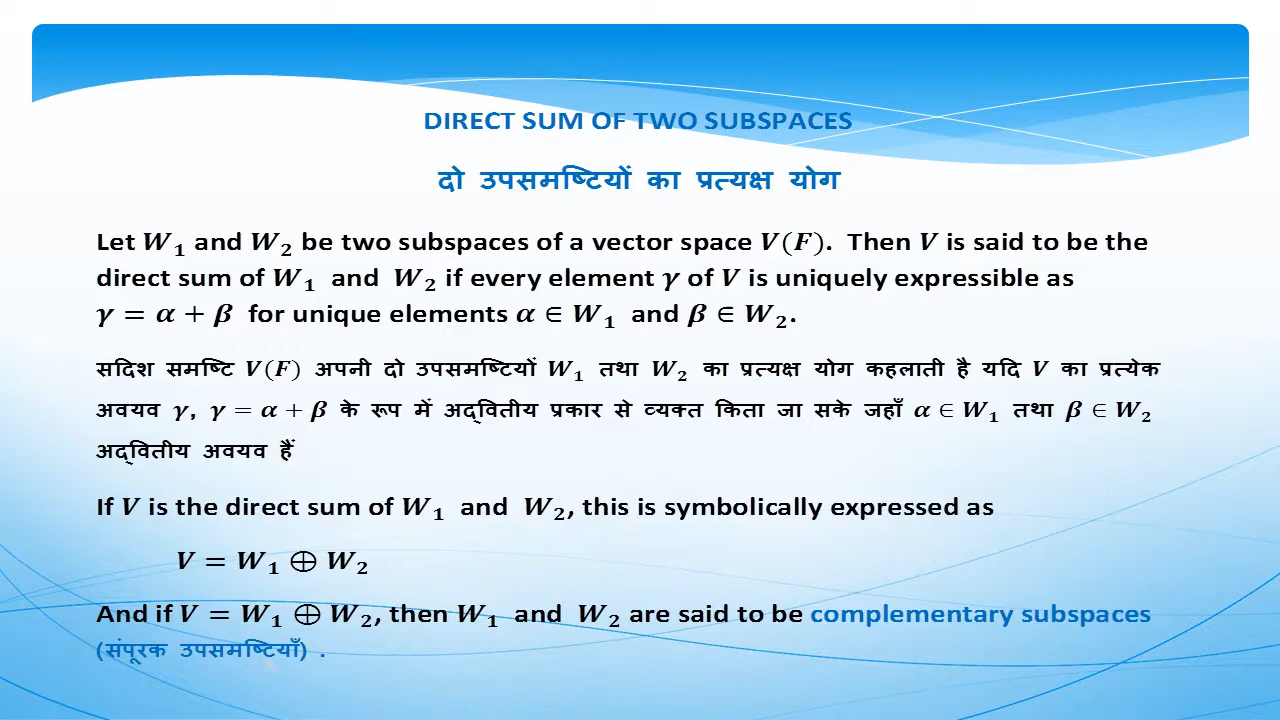 DIRECT SUM OF TWO SUBSPACES
दो उपसमष्टियों का प्रत्यक्ष योग
Let 𝑾₁ and 𝑾₂ be two subspaces of a vector space 𝑽(𝑭). Then 𝑽 is said to be the
direct sum of 𝑾₁ and 𝑾₂ if every element 𝜸 of 𝑽 is uniquely expressible as
𝜸 = 𝜶 + 𝜷 for unique elements 𝜶 ∈ 𝑾₁ and 𝜷 ∈ 𝑾₂.
सदिश समष्टि 𝑽(𝑭) अपनी दो उपसमष्टियों 𝑾₁ तथा 𝑾₂ का प्रत्यक्ष योग कहलाती है यदि 𝑽 का प्रत्येक
अवयव 𝜸, 𝜸 = 𝜶 + 𝜷 के रूप में अद्वितीय प्रकार से व्यक्त किता जा सके जहाँ 𝜶 ∈ 𝑾₁ तथा 𝜷 ∈ 𝑾₂
अद्वितीय अवयव हैं
If 𝑽 is the direct sum of 𝑾₁ and 𝑾₂, this is symbolically expressed as
𝑽 = 𝑾₁ ⊕ 𝑾₂
And if 𝑽 = 𝑾₁ ⊕ 𝑾₂, then 𝑾₁ and 𝑾₂ are said to be complementary subspaces
(संपूरक उपसमष्टियाँ) .